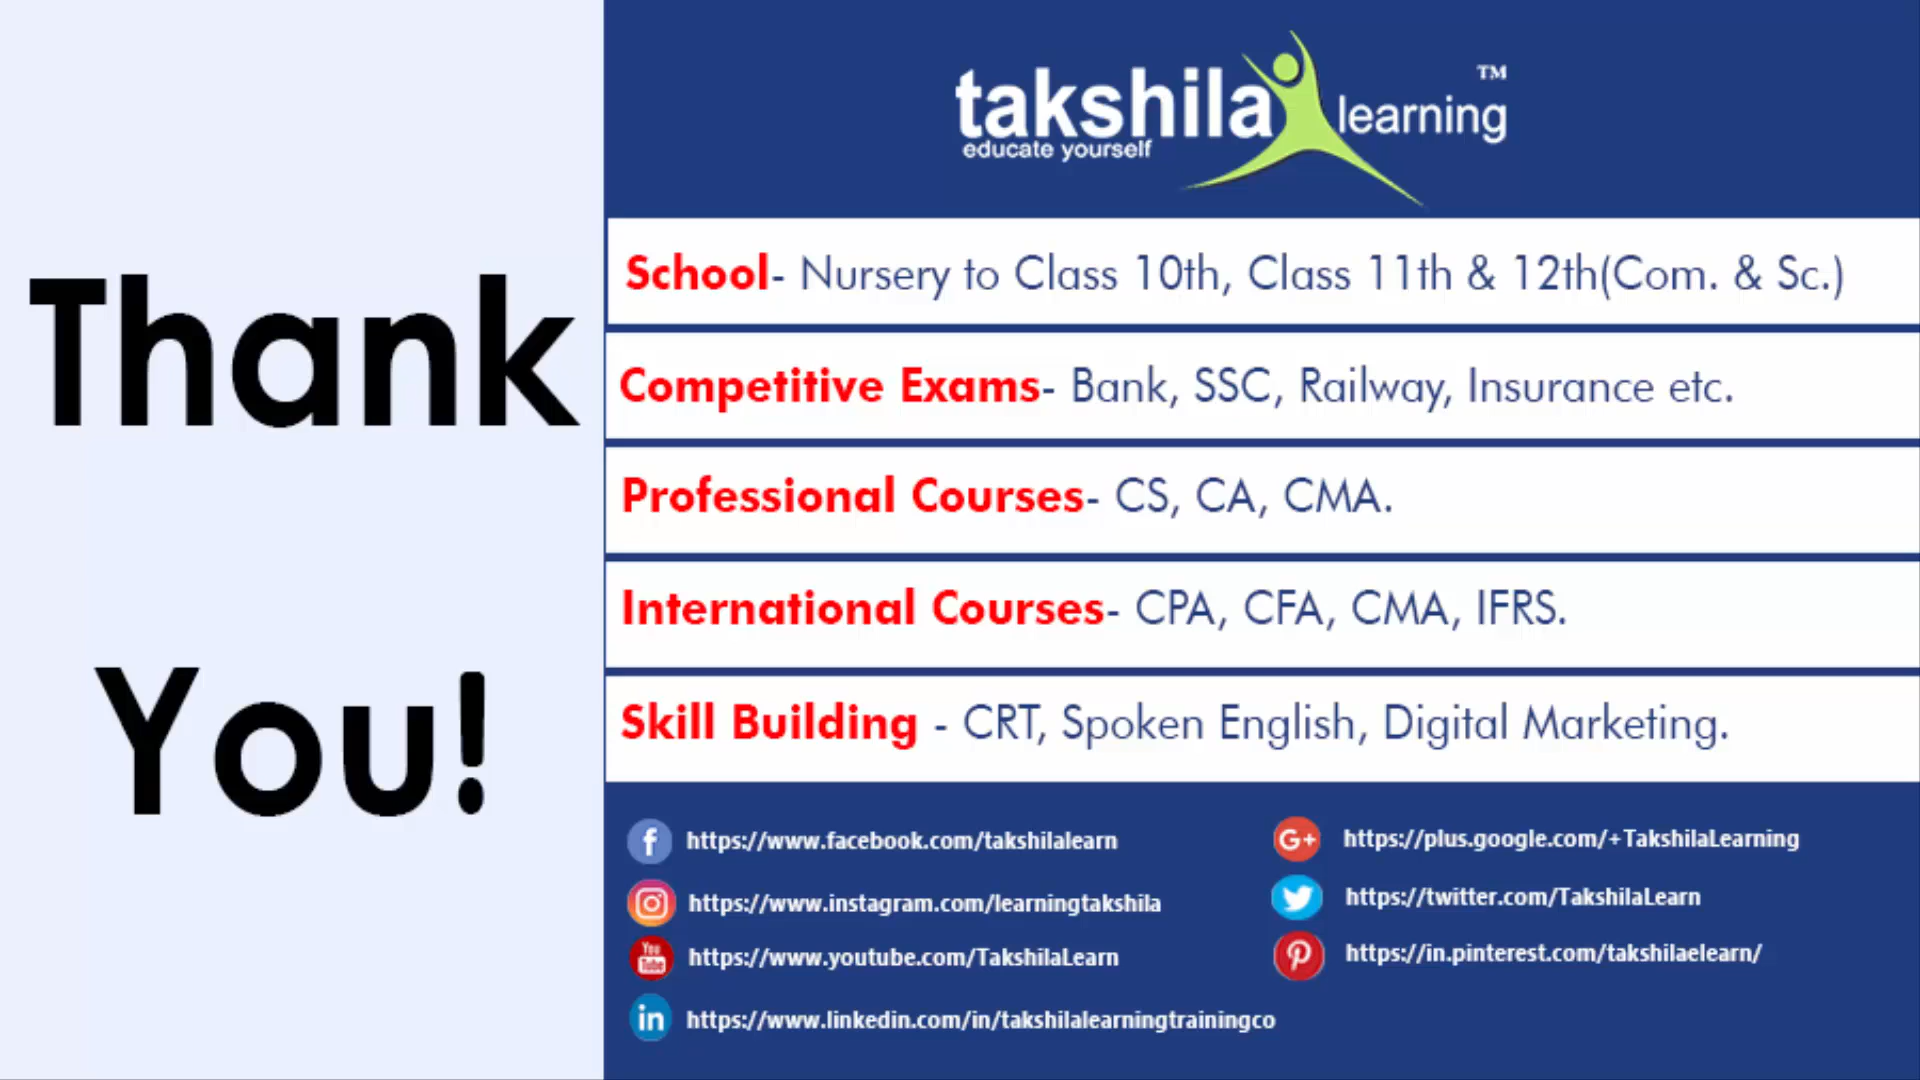 Thank
You!
takshila learning ™
educate yourself
School- Nursery to Class 10th, Class 11th & 12th(Com. & Sc.)
Competitive Exams- Bank, SSC, Railway, Insurance etc.
Professional Courses- CS, CA, CMA.
International Courses- CPA, CFA, CMA, IFRS.
Skill Building - CRT, Spoken English, Digital Marketing.
f https://www.facebook.com/takshilalearn
https://www.instagram.com/learningtakshila
You Tube https://www.youtube.com/TakshilaLearn
in https://www.linkedin.com/in/takshilalearningtrainingco
G+ https://plus.google.com/+TakshilaLearning
https://twitter.com/TakshilaLearn
https://in.pinterest.com/takshilaelearn/